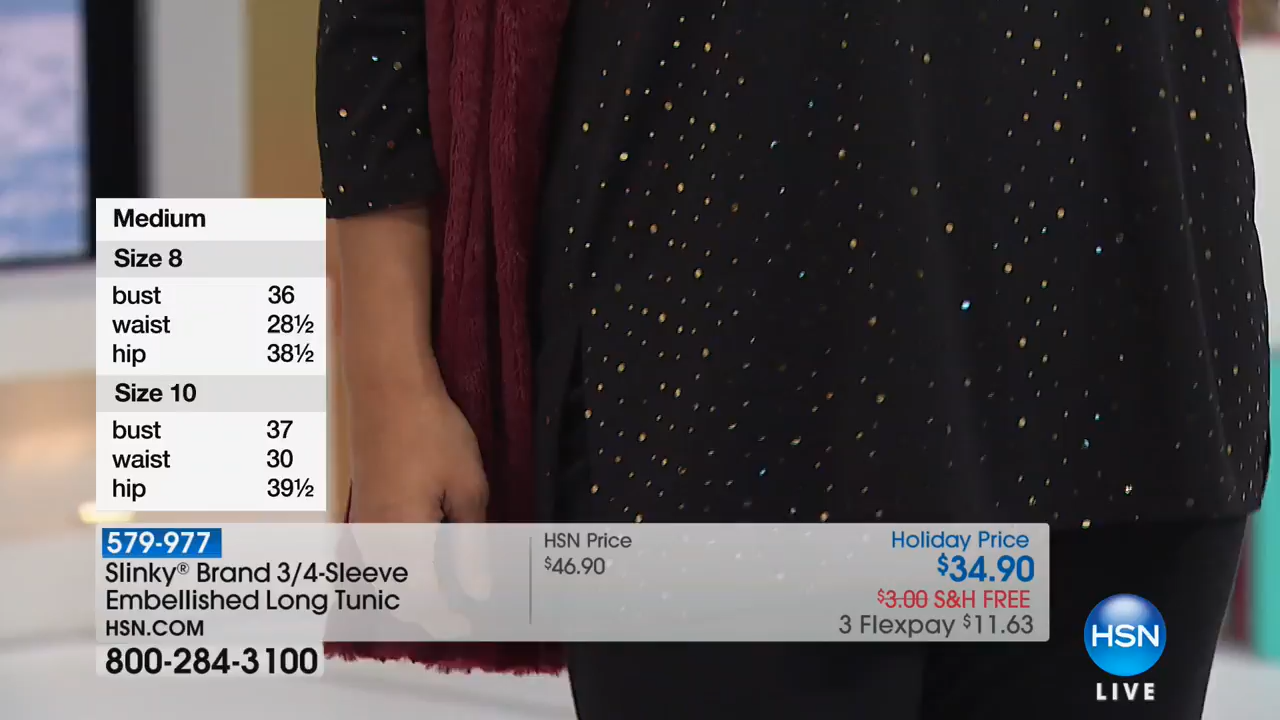 Medium
Size 8
bust 36
waist 28½
hip 38½
Size 10
bust 37
waist 30
hip 39½
579-977
Slinky® Brand 3/4-Sleeve
Embellished Long Tunic
HSN.COM
800-284-3100
HSN Price
$46.90
Holiday Price
$34.90
$3.00 S&H FREE
3 Flexpay $11.63
HSN
LIVE